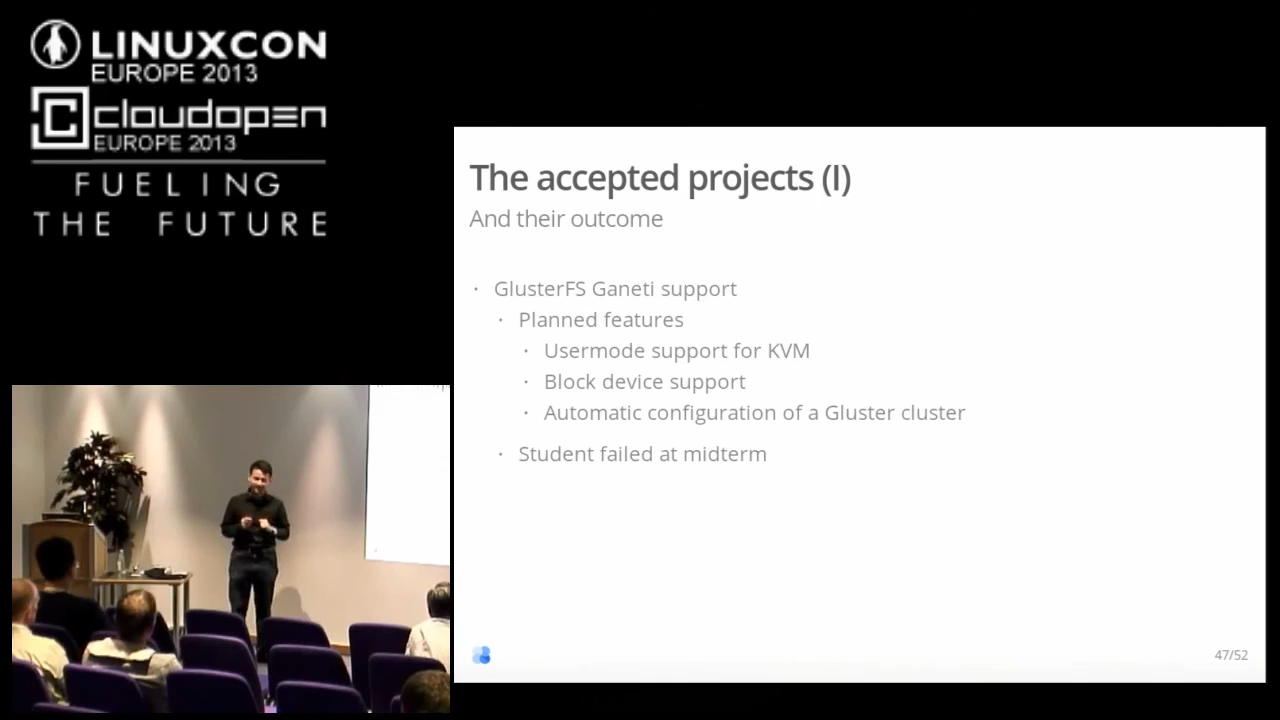 LINUXCON
EUROPE 2013
cloudopen
EUROPE 2013
FUELING
THE FUTURE
The accepted projects (I)
And their outcome
· GlusterFS Ganeti support
· Planned features
· Usermode support for KVM
· Block device support
· Automatic configuration of a Gluster cluster
· Student failed at midterm
47/52